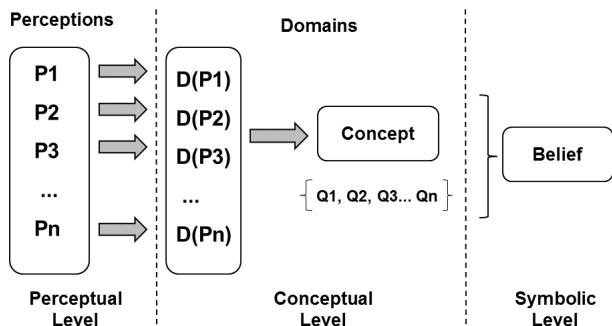 Perceptions
Domains
P1
P2
P3
...
Pn
D(P1)
D(P2)
D(P3)
...
D(Pn)
Concept
Q1, Q2, Q3... Qn
Belief
Perceptual
Level
Conceptual
Level
Symbolic
Level